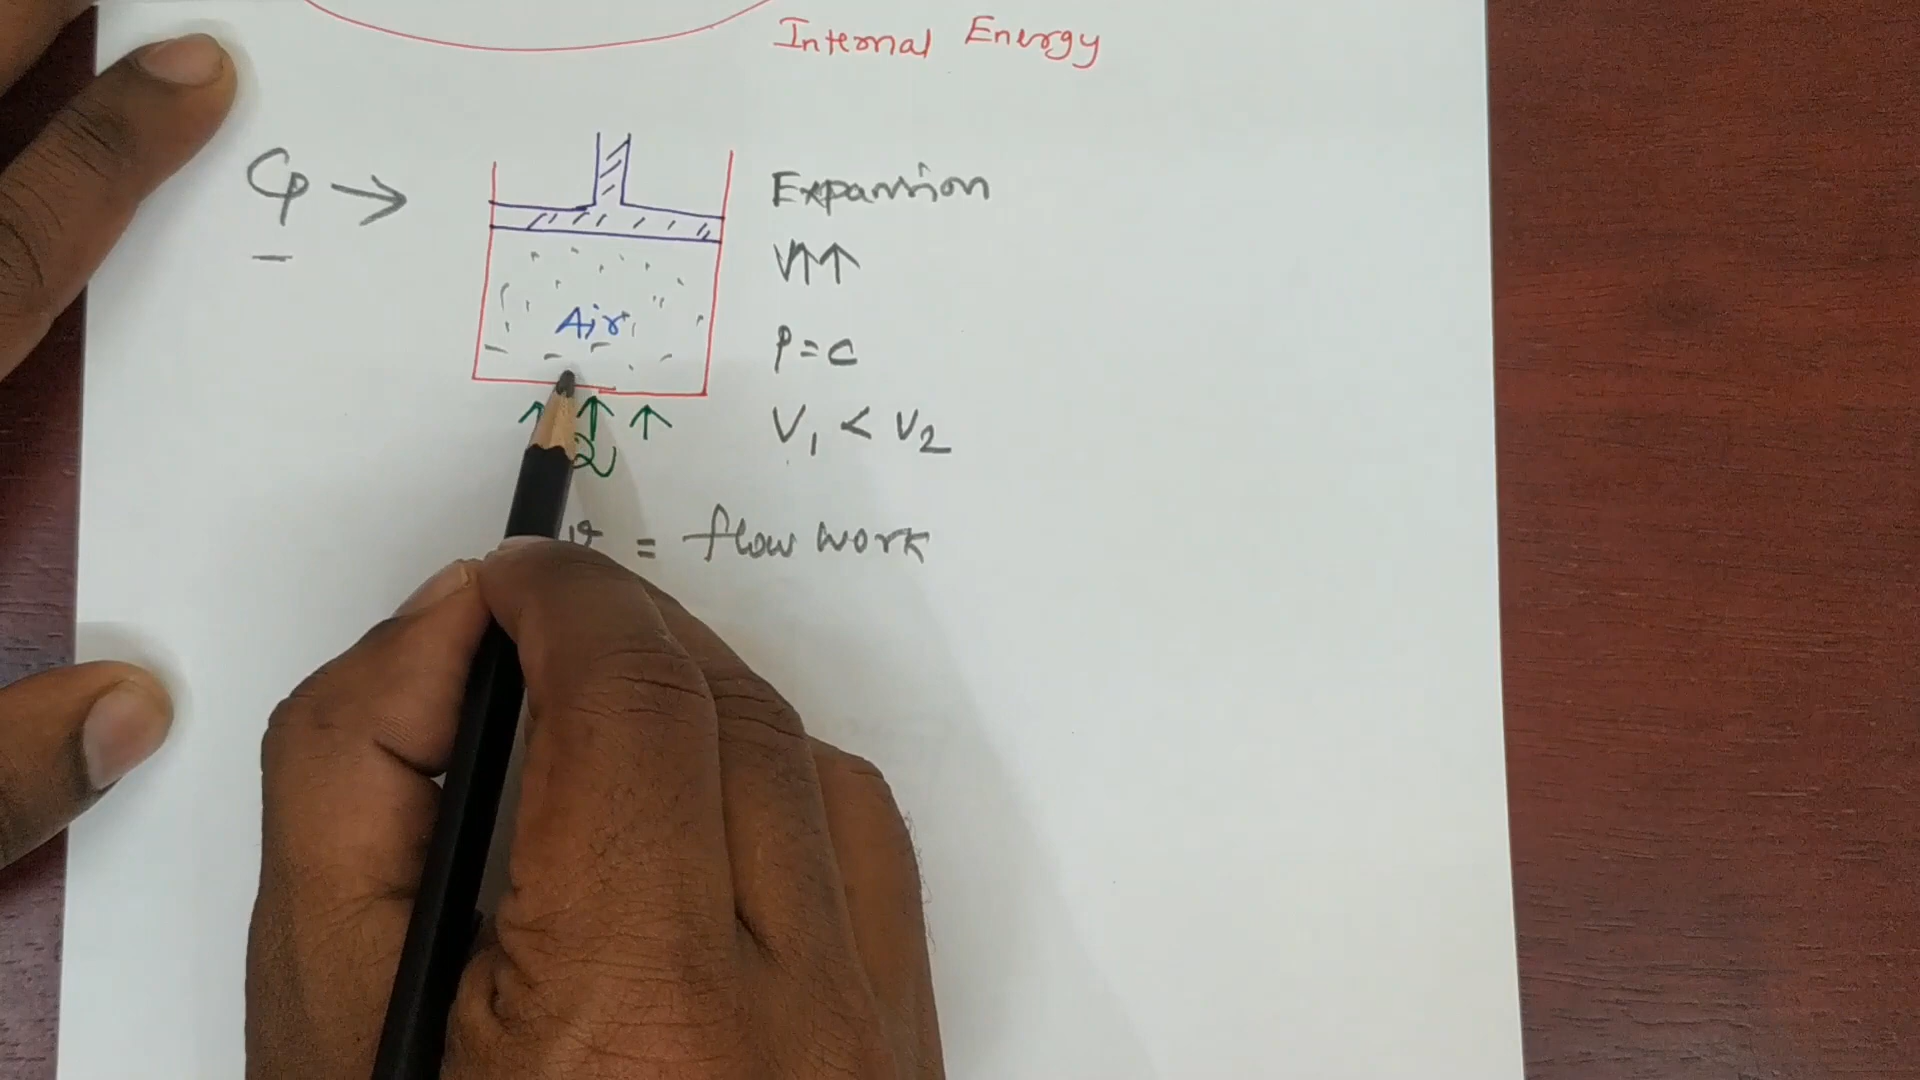 Internal Energy
Cp →
Expansion
V↑↑
Air
P = C
V₁ < V₂
Q
= flow work